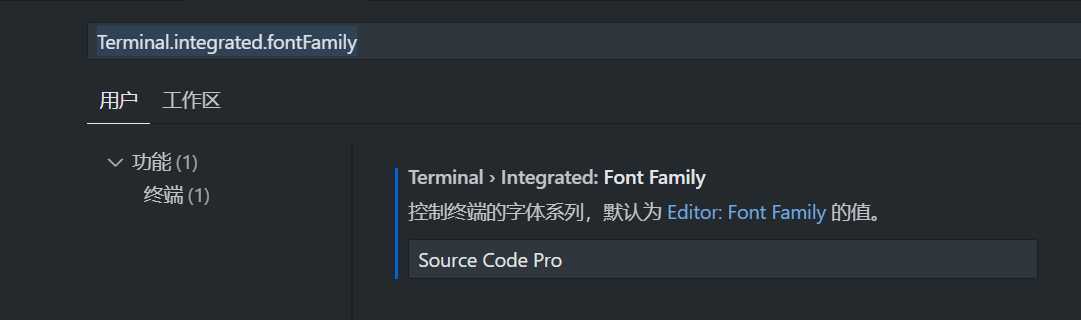 Terminal.integrated.fontFamily
用户 工作区
功能 (1)
终端 (1)
Terminal › Integrated: Font Family
控制终端的字体系列，默认为 Editor: Font Family 的值。
Source Code Pro